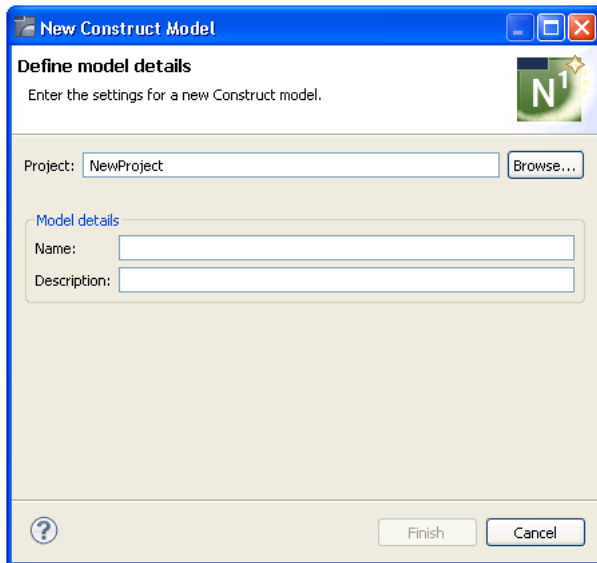 New Construct Model
Define model details
Enter the settings for a new Construct model.
N1
Project: NewProject Browse...
Model details
Name:
Description:
? Finish Cancel